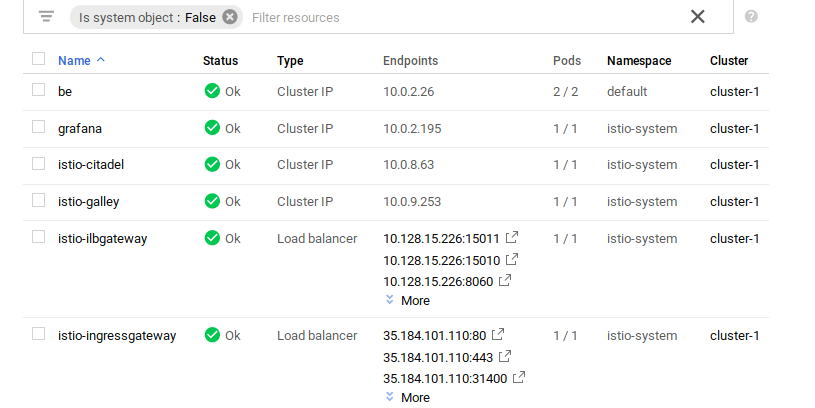 Is system object : False Filter resources
Name Status Type Endpoints Pods Namespace Cluster
be Ok Cluster IP 10.0.2.26 2 / 2 default cluster-1
grafana Ok Cluster IP 10.0.2.195 1 / 1 istio-system cluster-1
istio-citadel Ok Cluster IP 10.0.8.63 1 / 1 istio-system cluster-1
istio-galley Ok Cluster IP 10.0.9.253 1 / 1 istio-system cluster-1
istio-ilbgateway Ok Load balancer 10.128.15.226:15011 1 / 1 istio-system cluster-1
10.128.15.226:15010
10.128.15.226:8060
More
istio-ingressgateway Ok Load balancer 35.184.101.110:80 1 / 1 istio-system cluster-1
35.184.101.110:443
35.184.101.110:31400
More